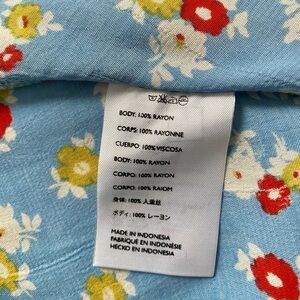 BODY: 100% RAYON
CORPS: 100% RAYONNE
CUERPO: 100% VISCOSA
BODY: 100% RAYON
CORPO: 100% RAYON
CORPO: 100% RAIOM
身体: 100% 人造丝
ボディ: 100% レーヨン
MADE IN INDONESIA
FABRIQUÉ EN INDONÉSIE
HECHO EN INDONESIA